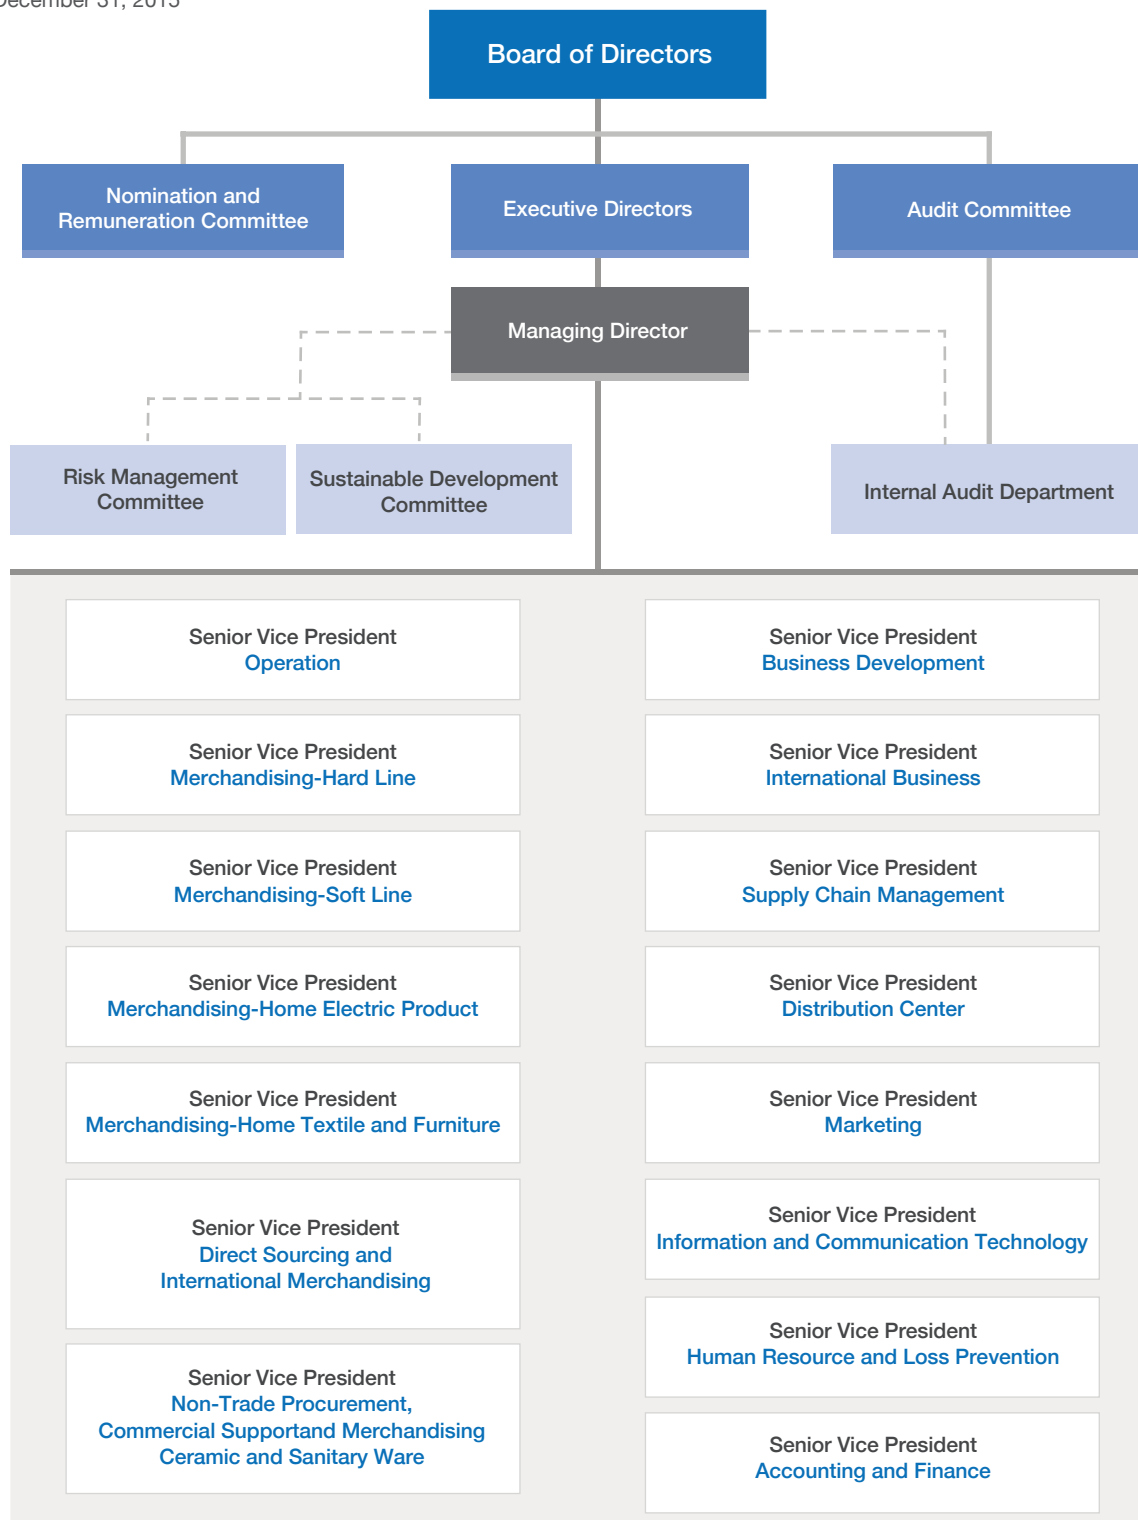 December 31, 2015
Board of Directors
Nomination and
Remuneration Committee
Executive Directors
Audit Committee
Managing Director
Risk Management
Committee
Sustainable Development
Committee
Internal Audit Department
Senior Vice President
Operation
Senior Vice President
Merchandising-Hard Line
Senior Vice President
Merchandising-Soft Line
Senior Vice President
Merchandising-Home Electric Product
Senior Vice President
Merchandising-Home Textile and Furniture
Senior Vice President
Direct Sourcing and
International Merchandising
Senior Vice President
Non-Trade Procurement,
Commercial Supportand Merchandising
Ceramic and Sanitary Ware
Senior Vice President
Business Development
Senior Vice President
International Business
Senior Vice President
Supply Chain Management
Senior Vice President
Distribution Center
Senior Vice President
Marketing
Senior Vice President
Information and Communication Technology
Senior Vice President
Human Resource and Loss Prevention
Senior Vice President
Accounting and Finance